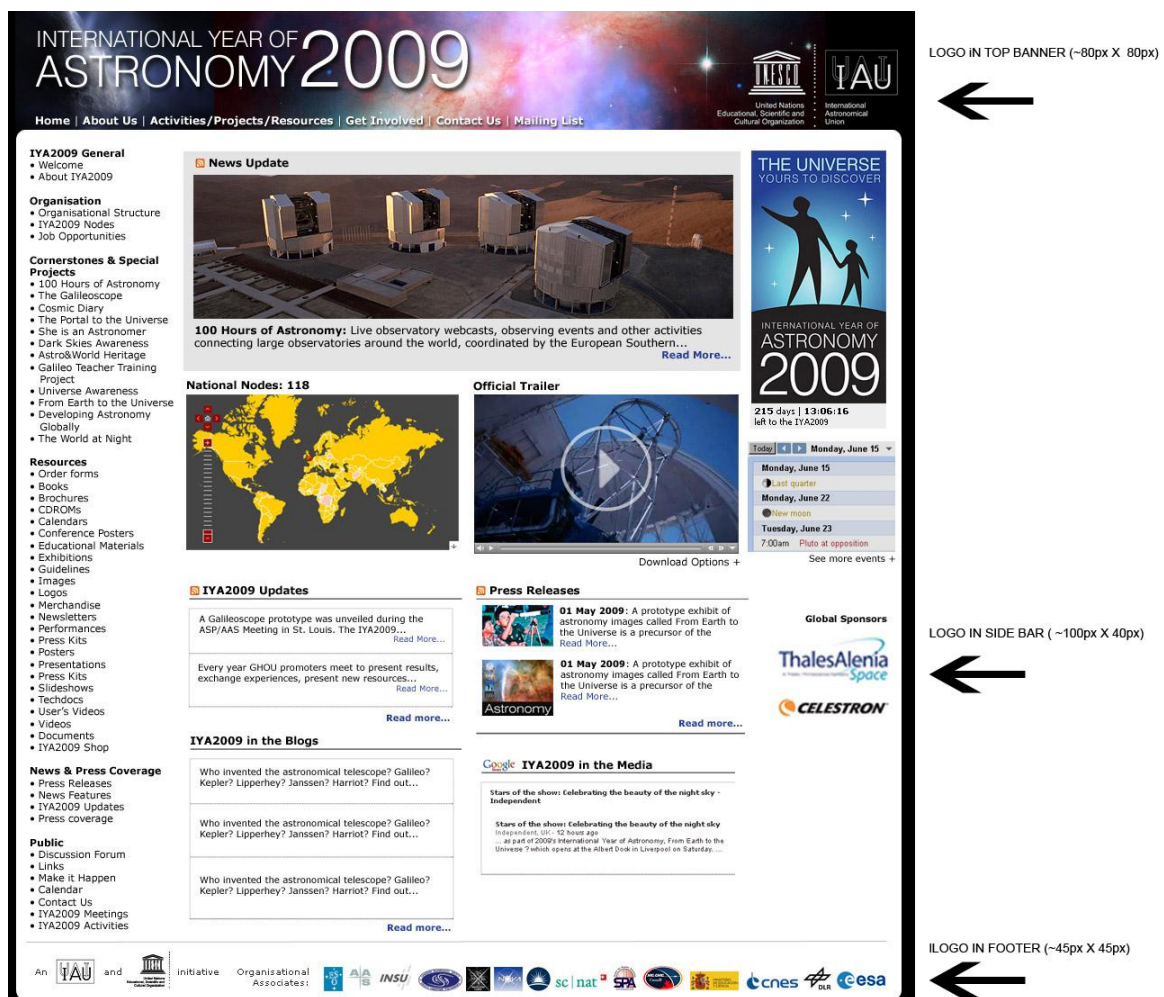 INTERNATIONAL YEAR OF
ASTRONOMY 2009
UNESCO
United Nations
Educational, Scientific and
Cultural Organization
IAU
International
Astronomical
Union
Home | About Us | Activities/Projects/Resources | Get Involved | Contact Us | Mailing List
LOGO iN TOP BANNER (~80px X 80px)
IYA2009 General
• Welcome
• About IYA2009
Organisation
• Organisational Structure
• IYA2009 Nodes
• Job Opportunities
Cornerstones & Special
Projects
• 100 Hours of Astronomy
• The Galileoscope
• Cosmic Diary
• The Portal to the Universe
• She is an Astronomer
• Dark Skies Awareness
• Astro&World Heritage
• Galileo Teacher Training
Project
• Universe Awareness
• From Earth to the Universe
• Developing Astronomy
Globally
• The World at Night
Resources
• Order forms
• Books
• Brochures
• CDROMs
• Calendars
• Conference Posters
• Educational Materials
• Exhibitions
• Guidelines
• Images
• Logos
• Merchandise
• Newsletters
• Performances
• Press Kits
• Posters
• Presentations
• Press Kits
• Slideshows
• Techdocs
• User's Videos
• Videos
• Documents
• IYA2009 Shop
News & Press Coverage
• Press Releases
• News Features
• IYA2009 Updates
• Press coverage
Public
• Discussion Forum
• Links
• Make it Happen
• Calendar
• Contact Us
• IYA2009 Meetings
• IYA2009 Activities
News Update
100 Hours of Astronomy: Live observatory webcasts, observing events and other activities
connecting large observatories around the world, coordinated by the European Southern...
Read More...
National Nodes: 118
Official Trailer
Download Options +
IYA2009 Updates
A Galileoscope prototype was unveiled during the
ASP/AAS Meeting in St. Louis. The IYA2009...
Read More...
Every year GHOU promoters meet to present results,
exchange experiences, present new resources...
Read More...
Read more...
IYA2009 in the Blogs
Who invented the astronomical telescope? Galileo?
Kepler? Lipperhey? Janssen? Harriot? Find out...
Who invented the astronomical telescope? Galileo?
Kepler? Lipperhey? Janssen? Harriot? Find out...
Who invented the astronomical telescope? Galileo?
Kepler? Lipperhey? Janssen? Harriot? Find out...
Read more...
Press Releases
01 May 2009: A prototype exhibit of
astronomy images called From Earth to
the Universe is a precursor of the
Read More...
Astronomy
01 May 2009: A prototype exhibit of
astronomy images called From Earth to
the Universe is a precursor of the
Read More...
Read more...
Google IYA2009 in the Media
Stars of the show: Celebrating the beauty of the night sky -
Independent
Stars of the show: Celebrating the beauty of the night sky
Independent, UK - 12 hours ago
... as part of 2009's International Year of Astronomy, From Earth to the
Universe ? which opens at the Albert Dock in Liverpool on Saturday. ...
THE UNIVERSE
YOURS TO DISCOVER
INTERNATIONAL YEAR OF
ASTRONOMY
2009
215 days | 13:06:16
left to the IYA2009
Today Monday, June 15
Monday, June 15
Last quarter
Monday, June 22
New moon
Tuesday, June 23
7:00am Pluto at opposition
See more events +
Global Sponsors
ThalesAlenia
Space
CELESTRON
LOGO IN SIDE BAR ( ~100px X 40px)
An IAU and
initiative
Organisational
Associates:
AAS
INSU
sc | nat
SPA
cnes
DLR
esa
lLOGO IN FOOTER (~45px X 45px)